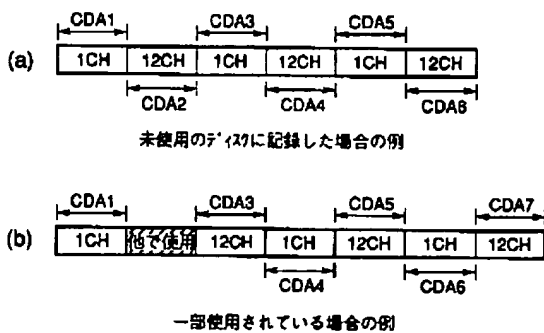 CDA1 CDA3 CDA5
(a) 1CH 12CH 1CH 12CH 1CH 12CH
CDA2 CDA4 CDA6
未使用のディスクに記録した場合の例
CDA1 CDA3 CDA5 CDA7
(b) 1CH 他で使用 12CH 1CH 12CH 1CH 12CH
CDA4 CDA6
一部使用されている場合の例